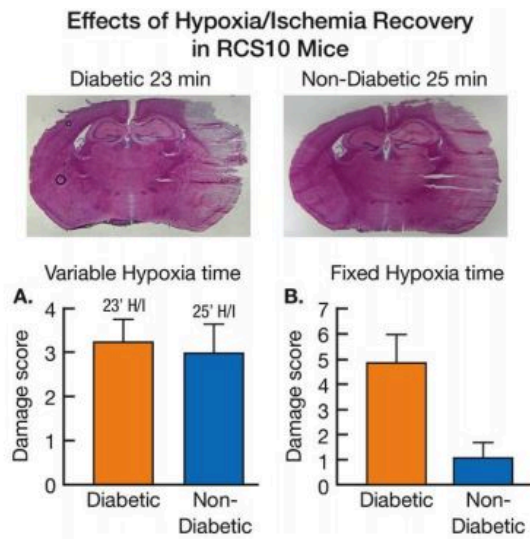 Effects of Hypoxia/Ischemia Recovery
in RCS10 Mice
Diabetic 23 min
Non-Diabetic 25 min
Variable Hypoxia time
A.
23' H/I
25' H/I
Damage score
4
3
2
1
0
Diabetic
Non-
Diabetic
Fixed Hypoxia time
B.
Damage score
7
6
5
4
3
2
1
0
Diabetic
Non-
Diabetic